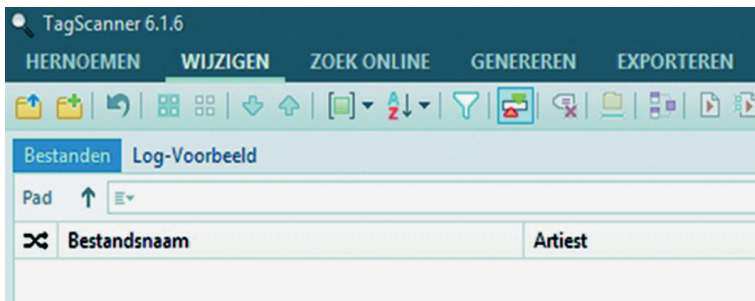 TagScanner 6.1.6
HERNOEMEN WIJZIGEN ZOEK ONLINE GENEREREN EXPORTEREN
Bestanden Log-Voorbeeld
Pad
Bestandsnaam Artiest